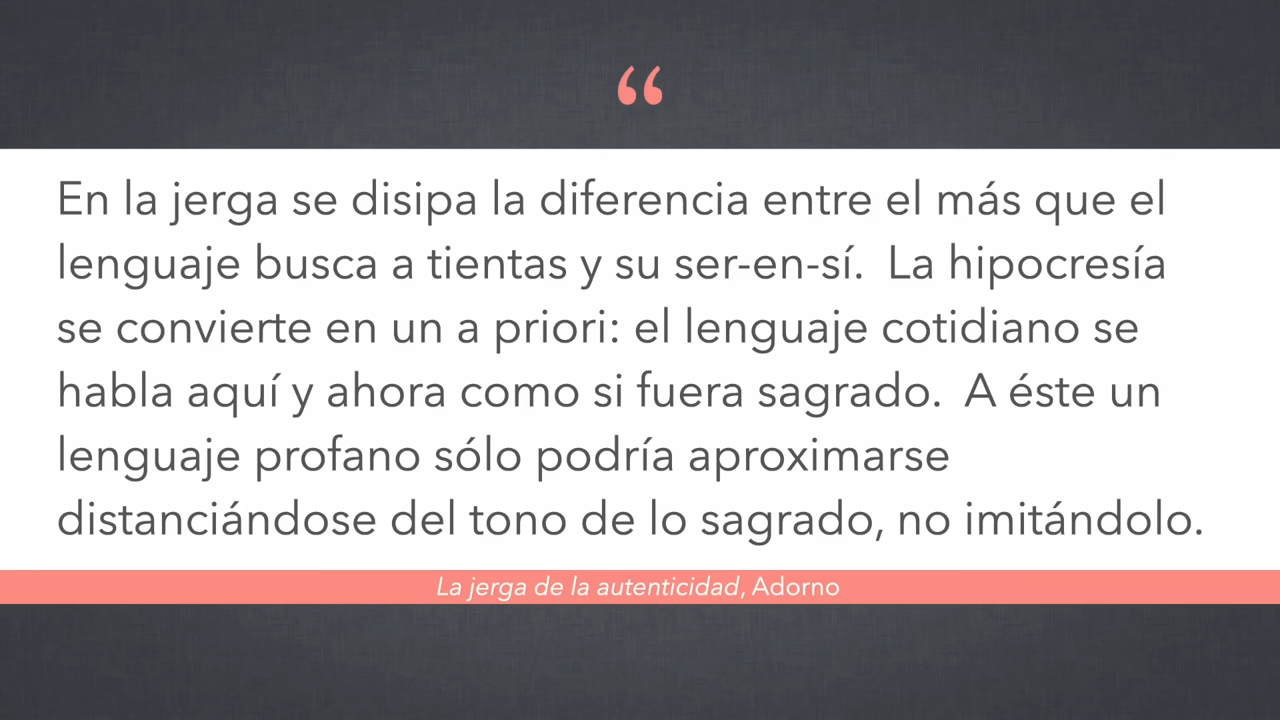 “
En la jerga se disipa la diferencia entre el más que el
lenguaje busca a tientas y su ser-en-sí.  La hipocresía
se convierte en un a priori: el lenguaje cotidiano se
habla aquí y ahora como si fuera sagrado.  A éste un
lenguaje profano sólo podría aproximarse
distanciándose del tono de lo sagrado, no imitándolo.
La jerga de la autenticidad, Adorno